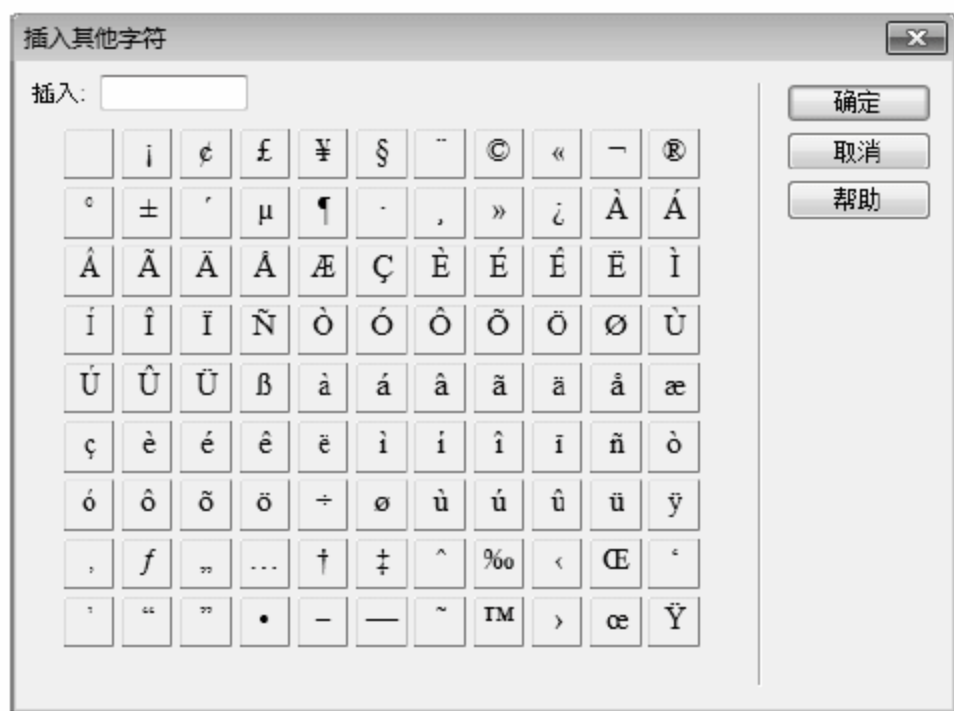 插入其他字符
插入:
确定
取消
帮助
¡ ¢ £ ¥ § ¨ © « ¬ ®
° ± ´ µ ¶ · ¸ » ¿ À Á
Â Ã Ä Å Æ Ç È É Ê Ë Ì
Í Î Ï Ñ Ò Ó Ô Õ Ö Ø Ù
Ú Û Ü ß à á â ã ä å æ
ç è é ê ë ì í î ï ñ ò
ó ô õ ö ÷ ø ù ú û ü ÿ
‚ ƒ „ … † ‡ ˆ ‰ ‹ Œ ‘
’ “ ” • – — ˜ ™ › œ Ÿ